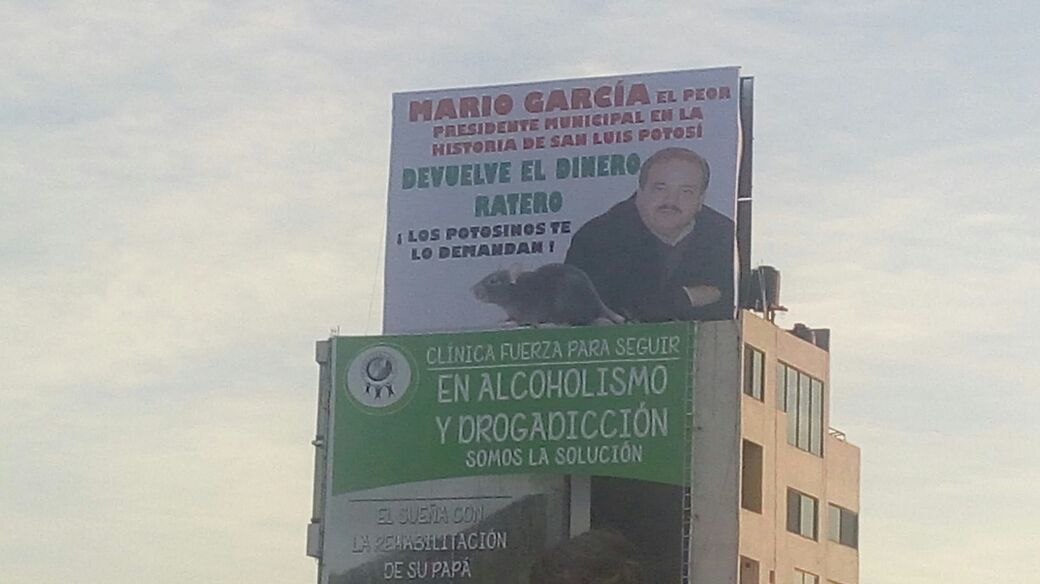 MARIO GARCÍA EL PEOR
PRESIDENTE MUNICIPAL EN LA
HISTORIA DE SAN LUIS POTOSÍ
DEVUELVE EL DINERO
RATERO
¡ LOS POTOSINOS TE
LO DEMANDAN !
CLÍNICA FUERZA PARA SEGUIR
EN ALCOHOLISMO
Y DROGADICCIÓN
SOMOS LA SOLUCIÓN
EL SUEÑA CON
LA REHABILITACIÓN
DE SU PAPÁ